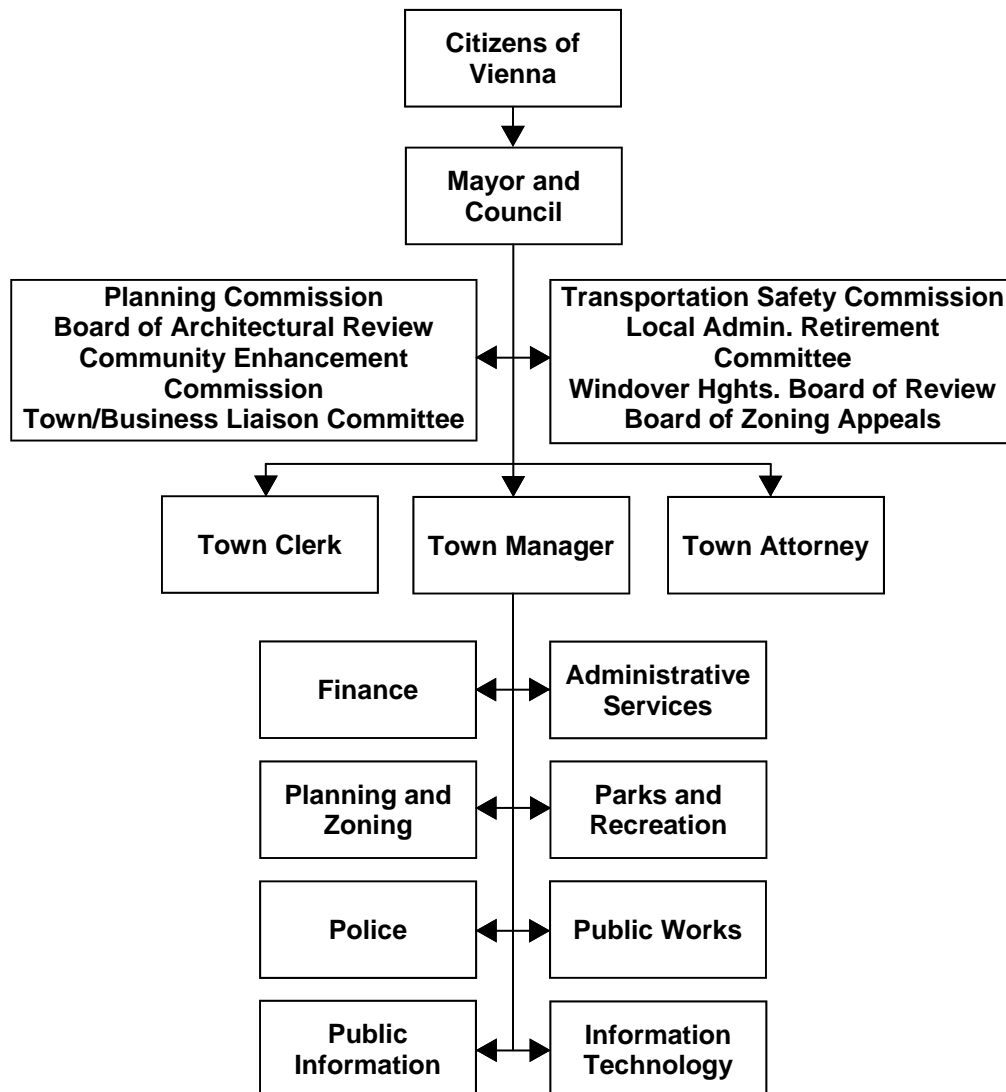 Citizens of
Vienna
Mayor and
Council
Planning Commission
Board of Architectural Review
Community Enhancement
Commission
Town/Business Liaison Committee
Transportation Safety Commission
Local Admin. Retirement
Committee
Windover Hghts. Board of Review
Board of Zoning Appeals
Town Clerk
Town Manager
Town Attorney
Finance
Administrative
Services
Planning and
Zoning
Parks and
Recreation
Police
Public Works
Public
Information
Information
Technology